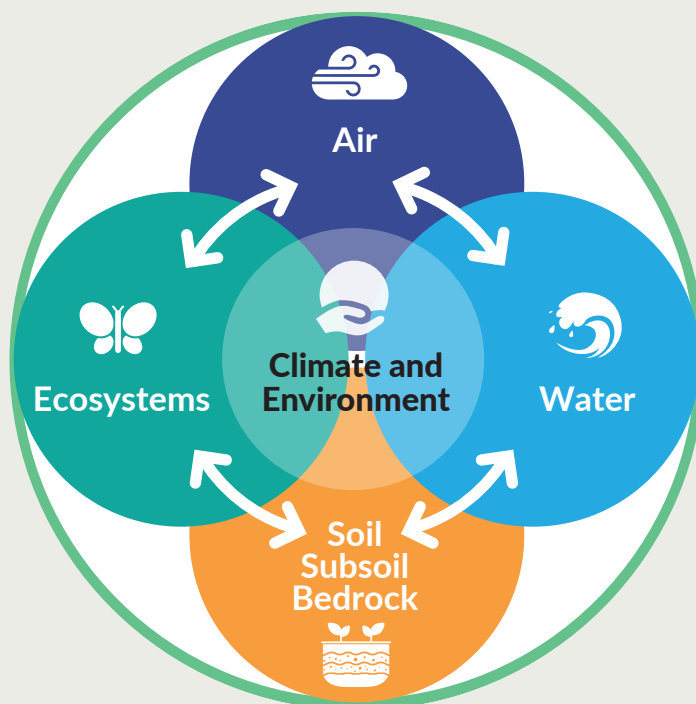 Air
Climate and
Environment
Ecosystems
Water
Soil
Subsoil
Bedrock